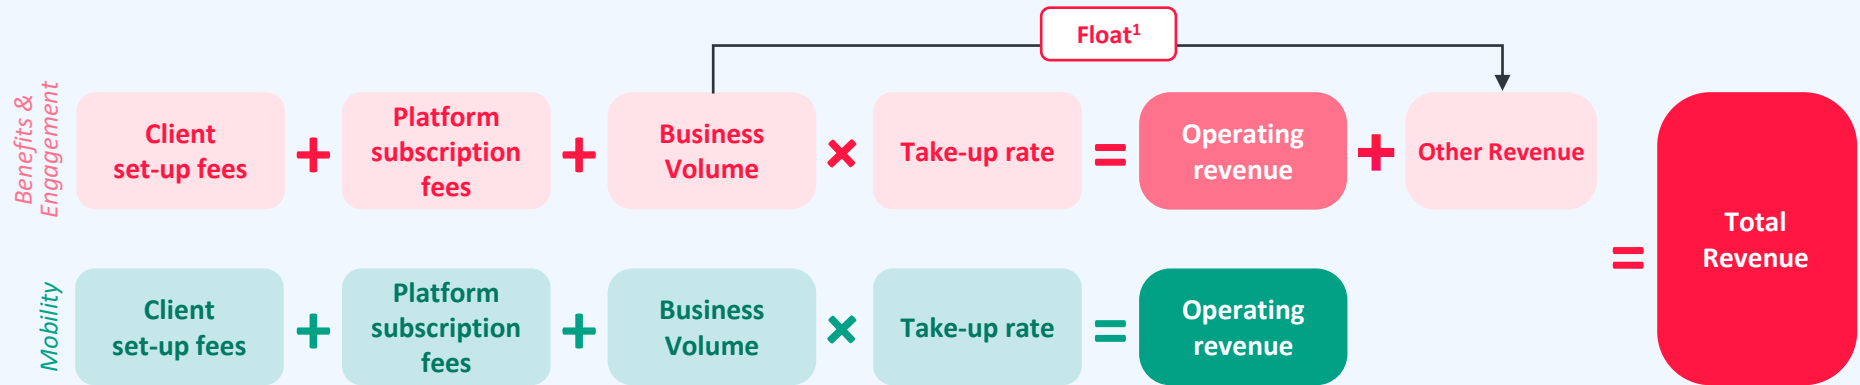 Float¹
Benefits &
Engagement
Client
set-up fees
+
Platform
subscription
fees
+
Business
Volume
×
Take-up rate
=
Operating
revenue
+
Other Revenue
Mobility
Client
set-up fees
+
Platform
subscription
fees
+
Business
Volume
×
Take-up rate
=
Operating
revenue
=
Total
Revenue